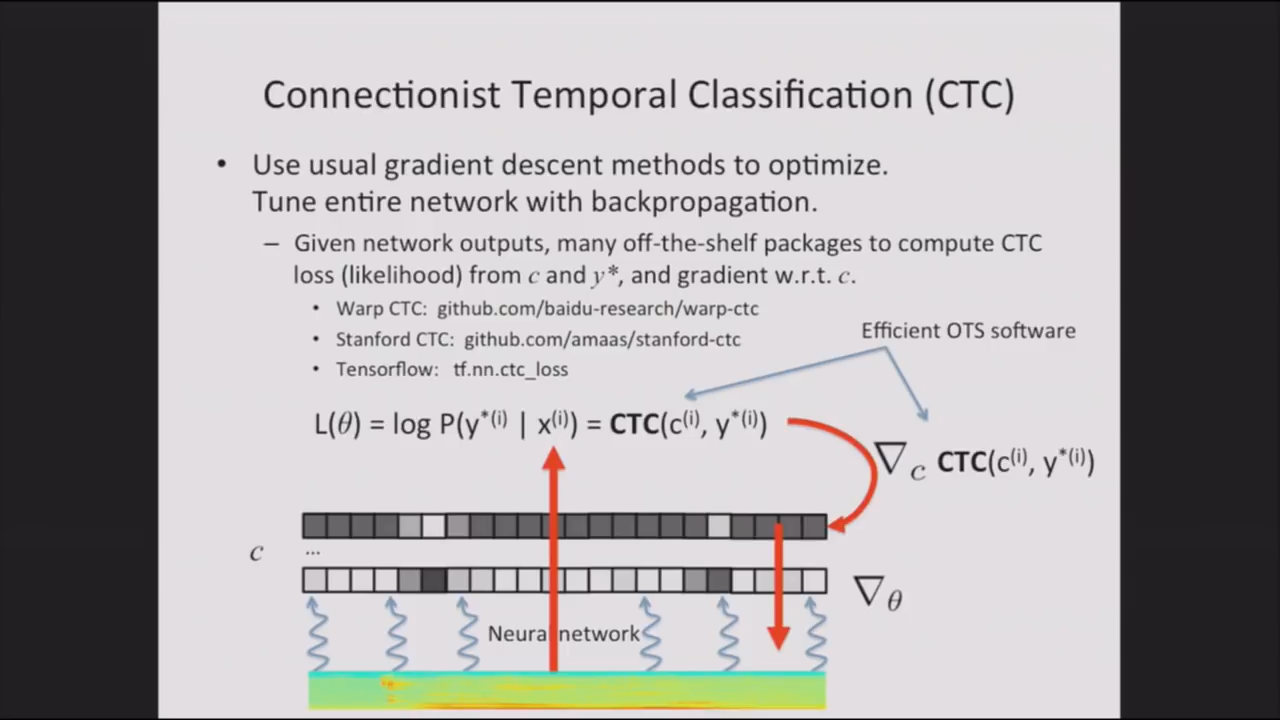 Connectionist Temporal Classification (CTC)
• Use usual gradient descent methods to optimize.
Tune entire network with backpropagation.
– Given network outputs, many off-the-shelf packages to compute CTC
loss (likelihood) from c and y*, and gradient w.r.t. c.
• Warp CTC: github.com/baidu-research/warp-ctc
• Stanford CTC: github.com/amaas/stanford-ctc
• Tensorflow: tf.nn.ctc_loss
Efficient OTS software
L(θ) = log P(y*(i) | x(i)) = CTC(c(i), y*(i))
∇c CTC(c(i), y*(i))
c
...
∇θ
Neural network